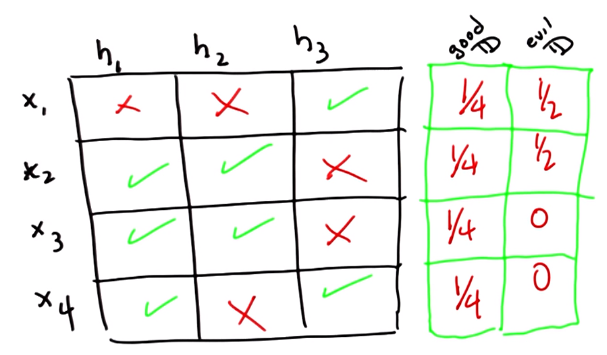 h₁ h₂ h₃ good D evil D
x₁ ✗ ✗ ✓ 1/4 1/2
x₂ ✓ ✓ ✗ 1/4 1/2
x₃ ✓ ✓ ✗ 1/4 0
x₄ ✓ ✗ ✓ 1/4 0